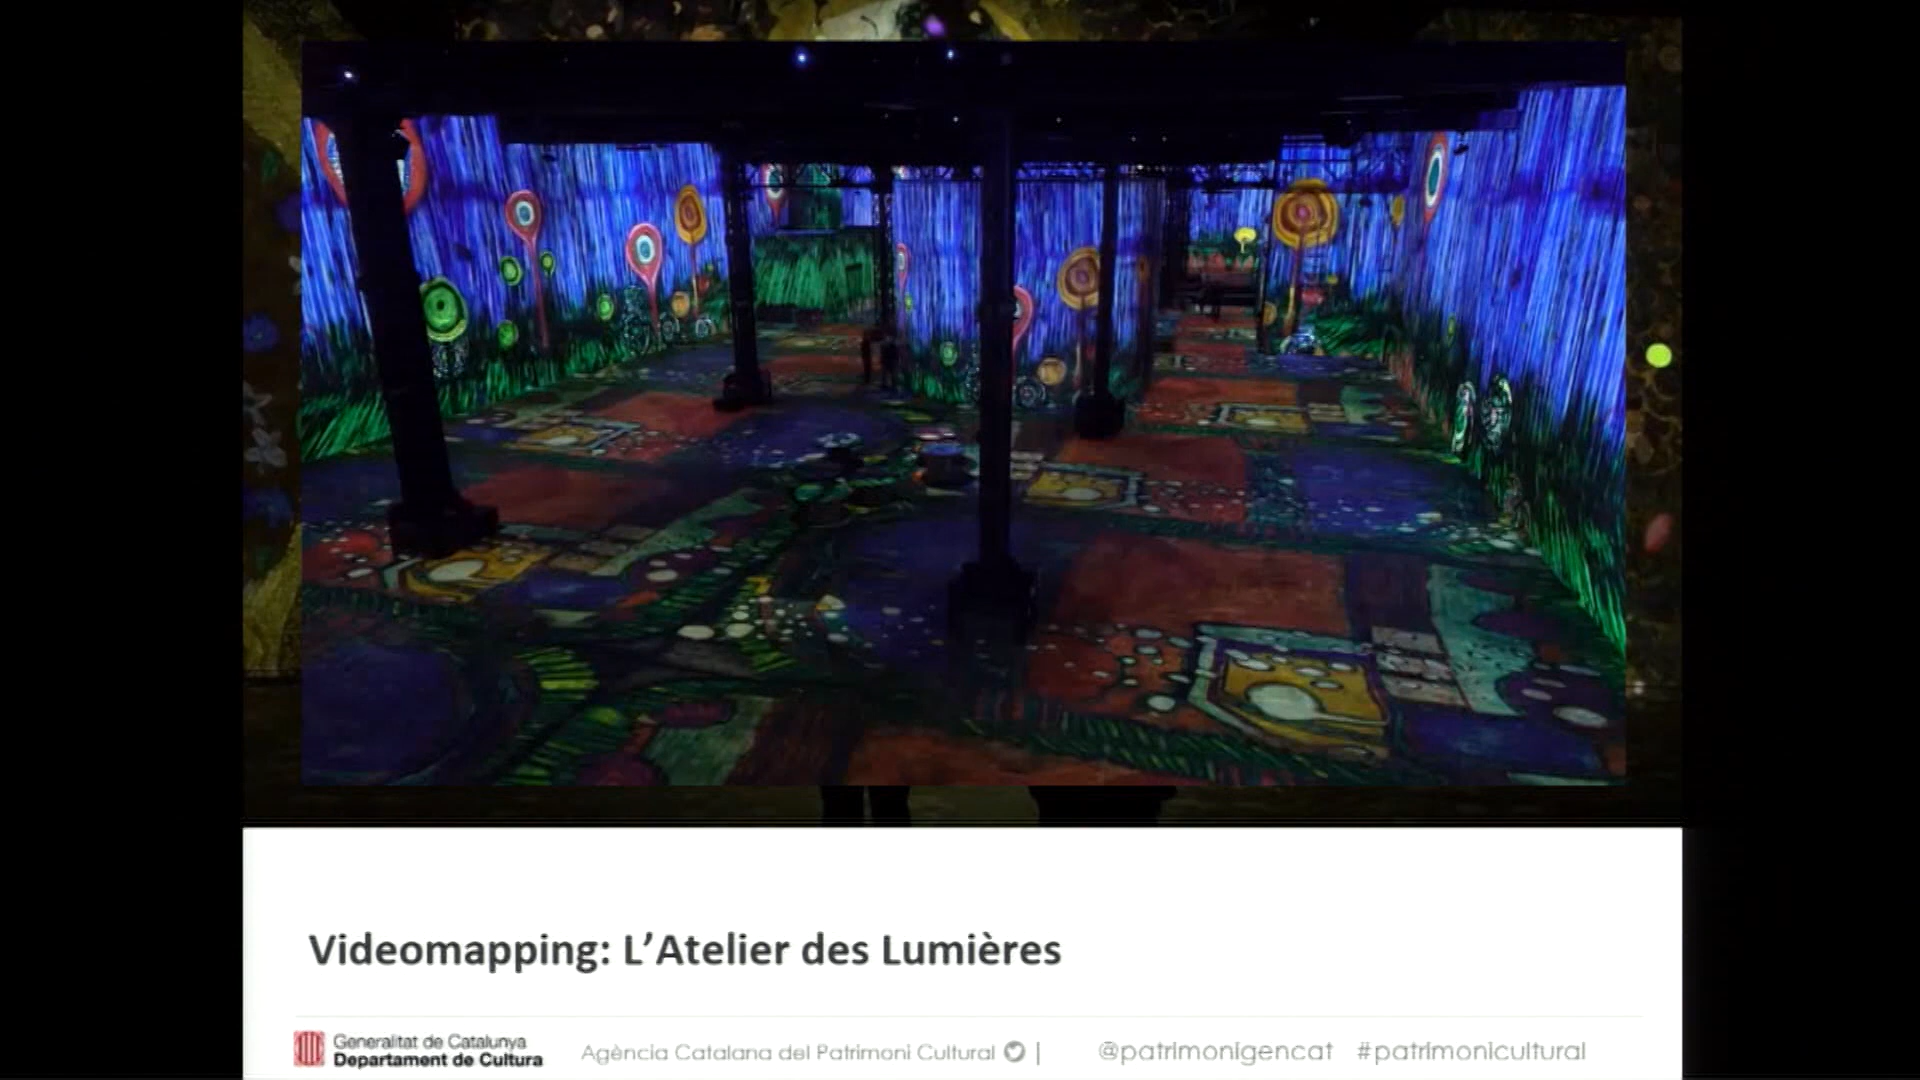 Videomapping: L’Atelier des Lumières
Generalitat de Catalunya
Departament de Cultura
Agència Catalana del Patrimoni Cultural | @patrimonigencat #patrimonicultural